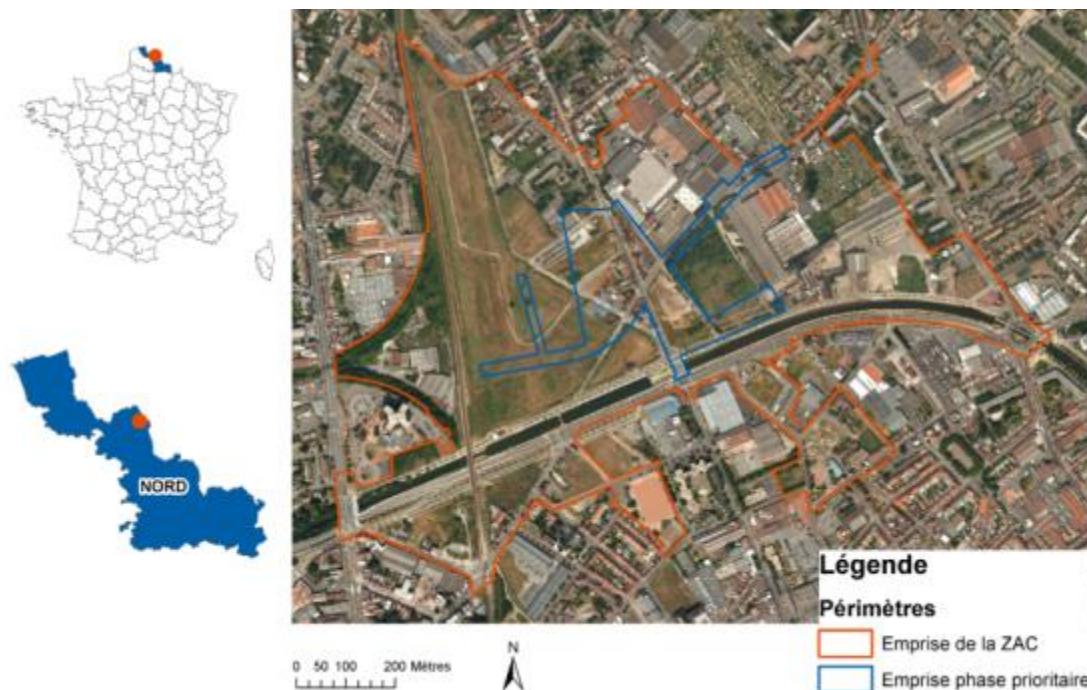 NORD
Légende
Périmètres
Emprise de la ZAC
Emprise phase prioritaire
0 50 100 200 Mètres
N